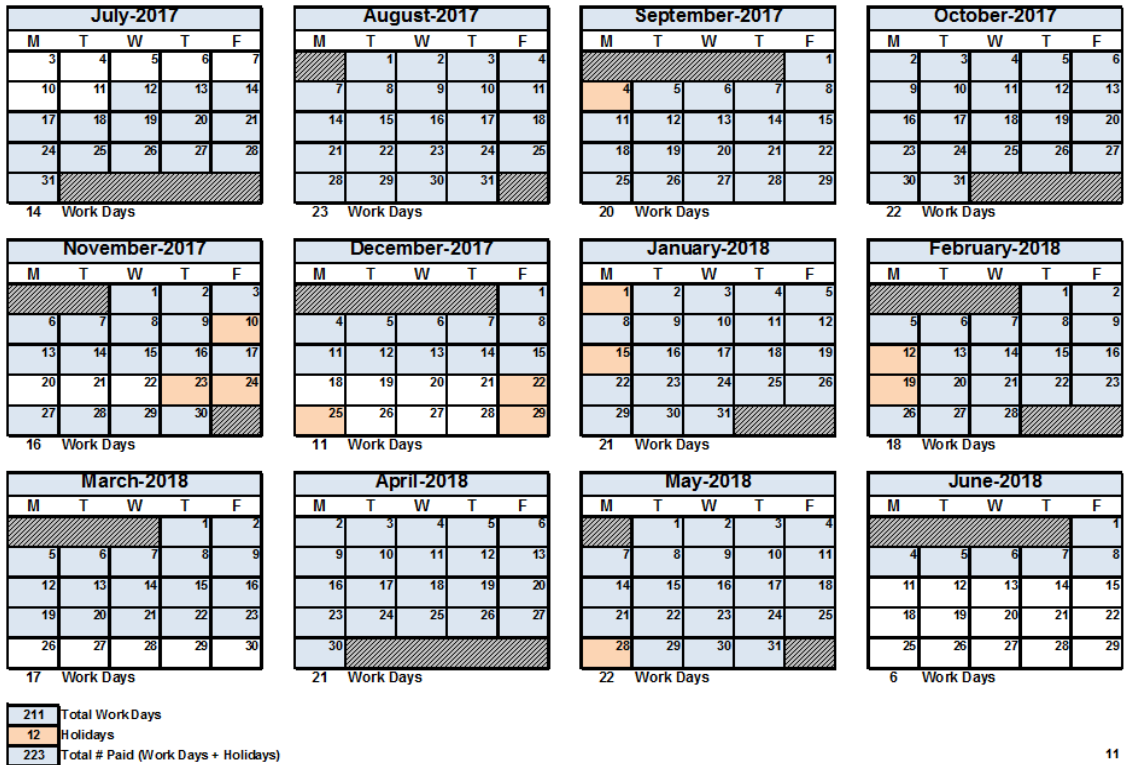 July-2017 August-2017 September-2017 October-2017
M T W T F M T W T F M T W T F M T W T F
3 4 5 6 7 1 2 3 4 1 2 3 4 5 6
10 11 12 13 14 7 8 9 10 11 4 5 6 7 8 9 10 11 12 13
17 18 19 20 21 14 15 16 17 18 11 12 13 14 15 16 17 18 19 20
24 25 26 27 28 21 22 23 24 25 18 19 20 21 22 23 24 25 26 27
31 28 29 30 31 25 26 27 28 29 30 31
14 Work Days 23 Work Days 20 Work Days 22 Work Days
November-2017 December-2017 January-2018 February-2018
M T W T F M T W T F M T W T F M T W T F
1 2 3 1 1 2 3 4 5 1 2
6 7 8 9 10 4 5 6 7 8 8 9 10 11 12 5 6 7 8 9
13 14 15 16 17 11 12 13 14 15 15 16 17 18 19 12 13 14 15 16
20 21 22 23 24 18 19 20 21 22 22 23 24 25 26 19 20 21 22 23
27 28 29 30 25 26 27 28 29 29 30 31 26 27 28
16 Work Days 11 Work Days 21 Work Days 18 Work Days
March-2018 April-2018 May-2018 June-2018
M T W T F M T W T F M T W T F M T W T F
1 2 2 3 4 5 6 1 2 3 4 1
5 6 7 8 9 9 10 11 12 13 7 8 9 10 11 4 5 6 7 8
12 13 14 15 16 16 17 18 19 20 14 15 16 17 18 11 12 13 14 15
19 20 21 22 23 23 24 25 26 27 21 22 23 24 25 18 19 20 21 22
26 27 28 29 30 30 28 29 30 31 25 26 27 28 29
17 Work Days 21 Work Days 22 Work Days 6 Work Days
211 Total Work Days
12 Holidays
223 Total # Paid (Work Days + Holidays)
11